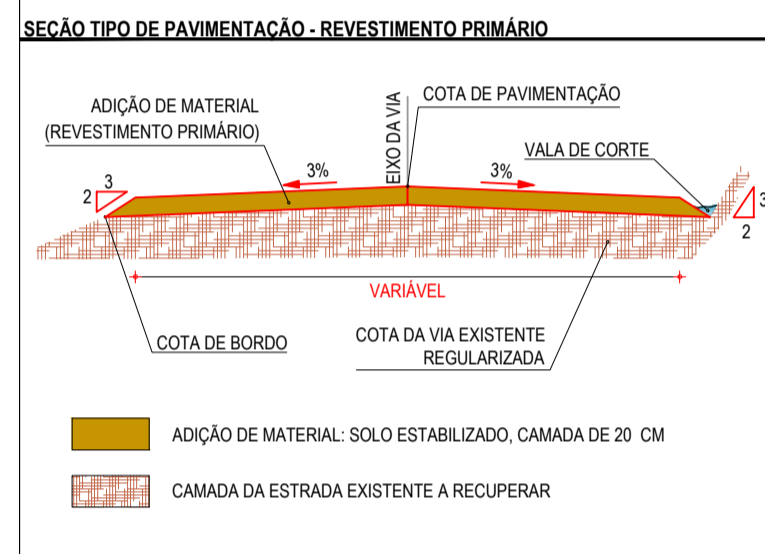 SEÇÃO TIPO DE PAVIMENTAÇÃO - REVESTIMENTO PRIMÁRIO
ADIÇÃO DE MATERIAL
(REVESTIMENTO PRIMÁRIO)
EIXO DA VIA
COTA DE PAVIMENTAÇÃO
VALA DE CORTE
3%
3%
3
2
3
2
VARIÁVEL
COTA DE BORDO
COTA DA VIA EXISTENTE
REGULARIZADA
ADIÇÃO DE MATERIAL: SOLO ESTABILIZADO, CAMADA DE 20 CM
CAMADA DA ESTRADA EXISTENTE A RECUPERAR